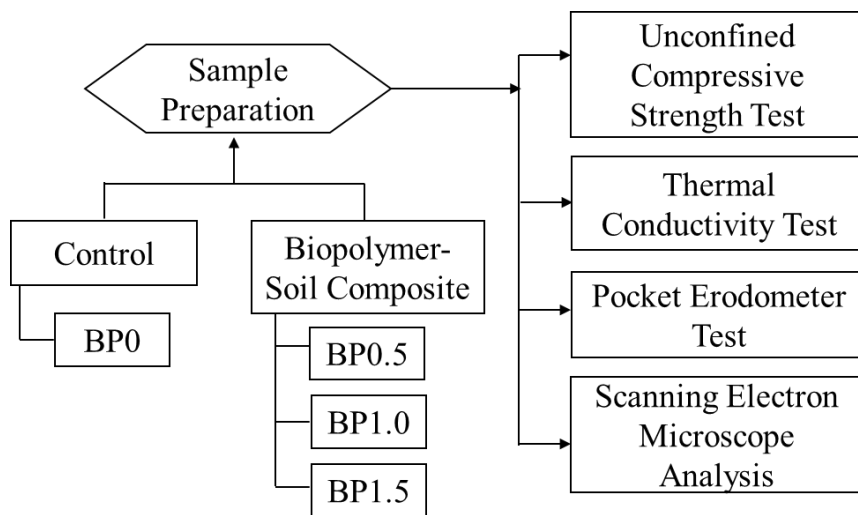 Sample
Preparation
Control
BP0
Biopolymer-
Soil Composite
BP0.5
BP1.0
BP1.5
Unconfined
Compressive
Strength Test
Thermal
Conductivity Test
Pocket Erodometer
Test
Scanning Electron
Microscope
Analysis